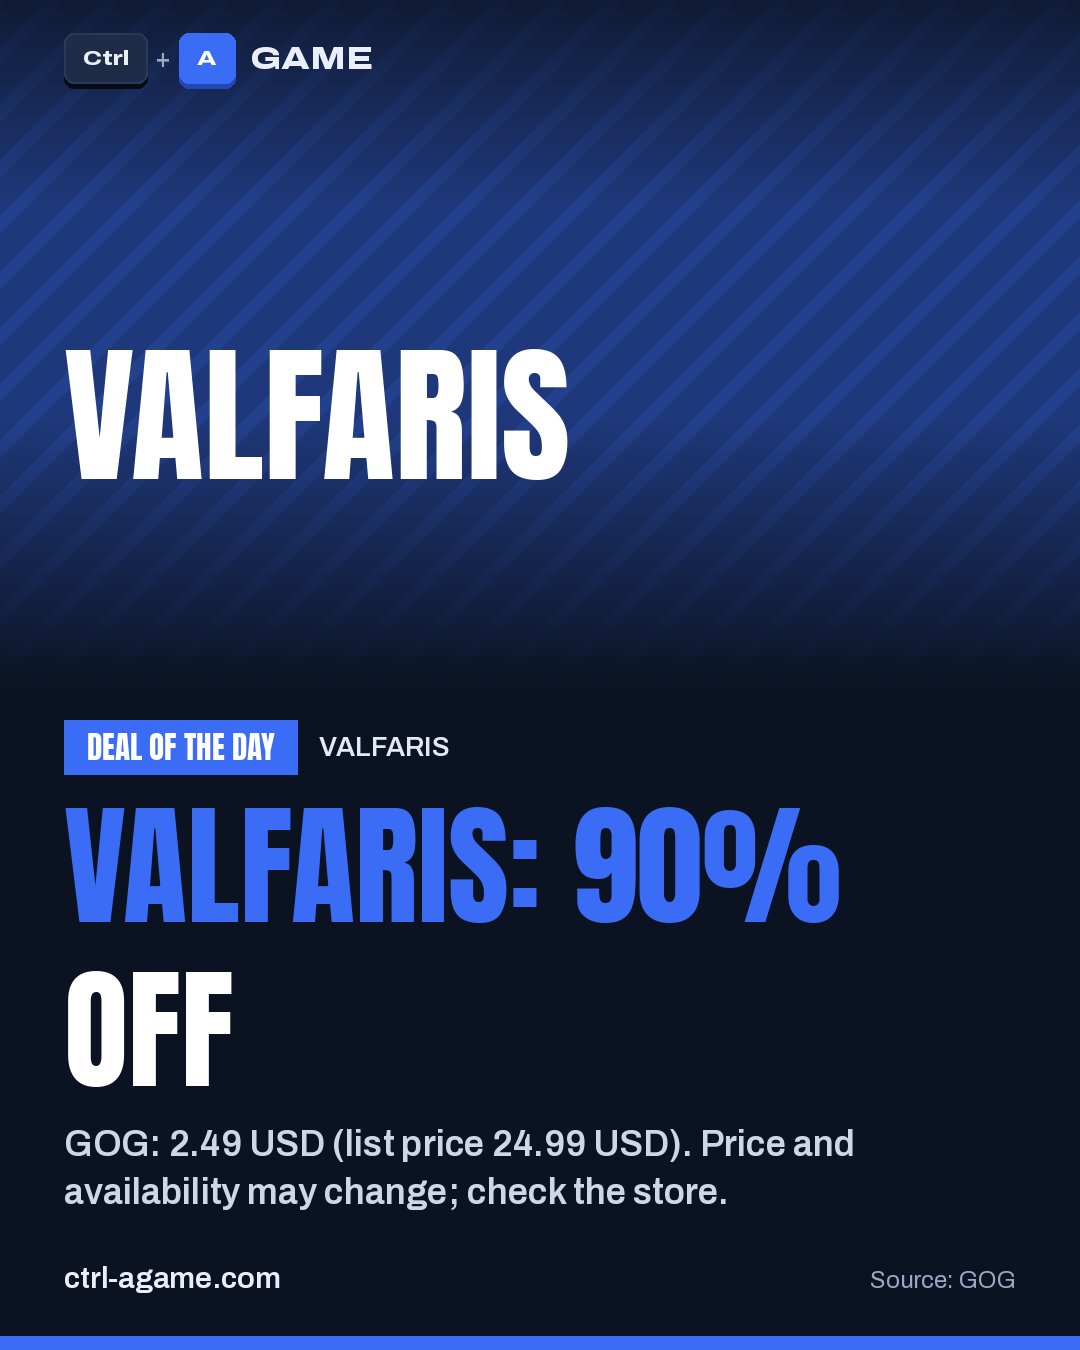 Ctrl + A GAME
VALFARIS
DEAL OF THE DAY VALFARIS
VALFARIS: 90%
OFF
GOG: 2.49 USD (list price 24.99 USD). Price and
availability may change; check the store.
ctrl-agame.com Source: GOG